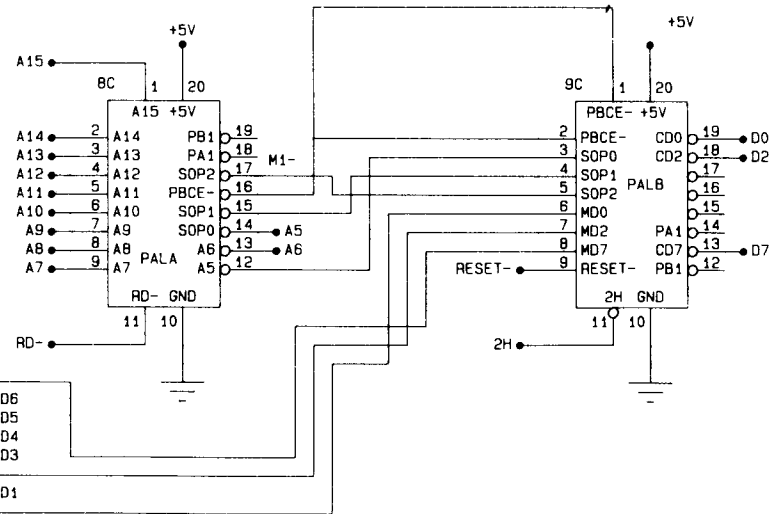 +5V
+5V
A15
8C
1
20
9C
1
20
A15 +5V
PBCE- +5V
A14 2 A14
PB1 19
2 PBCE-
CD0 19 D0
A13 3 A13
PA1 18
M1-
3 SOP0
CD2 18 D2
A12 4 A12
SOP2 17
4 SOP1
PALB
17
A11 5 A11
PBCE- 16
5 SOP2
16
A10 6 A10
SOP1 15
6 MD0
15
A9 7 A9
SOP0 14 A5
7 MD2
PA1 14
A8 8 A8
A6 13 A6
8 MD7
CD7 13 D7
A7 9 A7
PALA
A5 12
RESET- 9 RESET-
PB1 12
RD- GND
2H GND
11 10
11 10
RD-
2H
D6
D5
D4
D3
D1